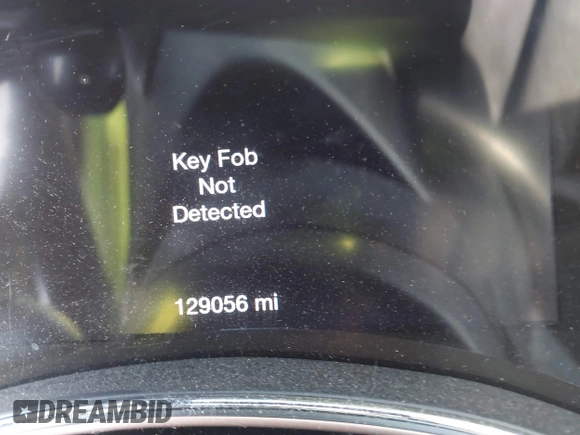 Key Fob
Not
Detected
129056 mi
DREAMBID